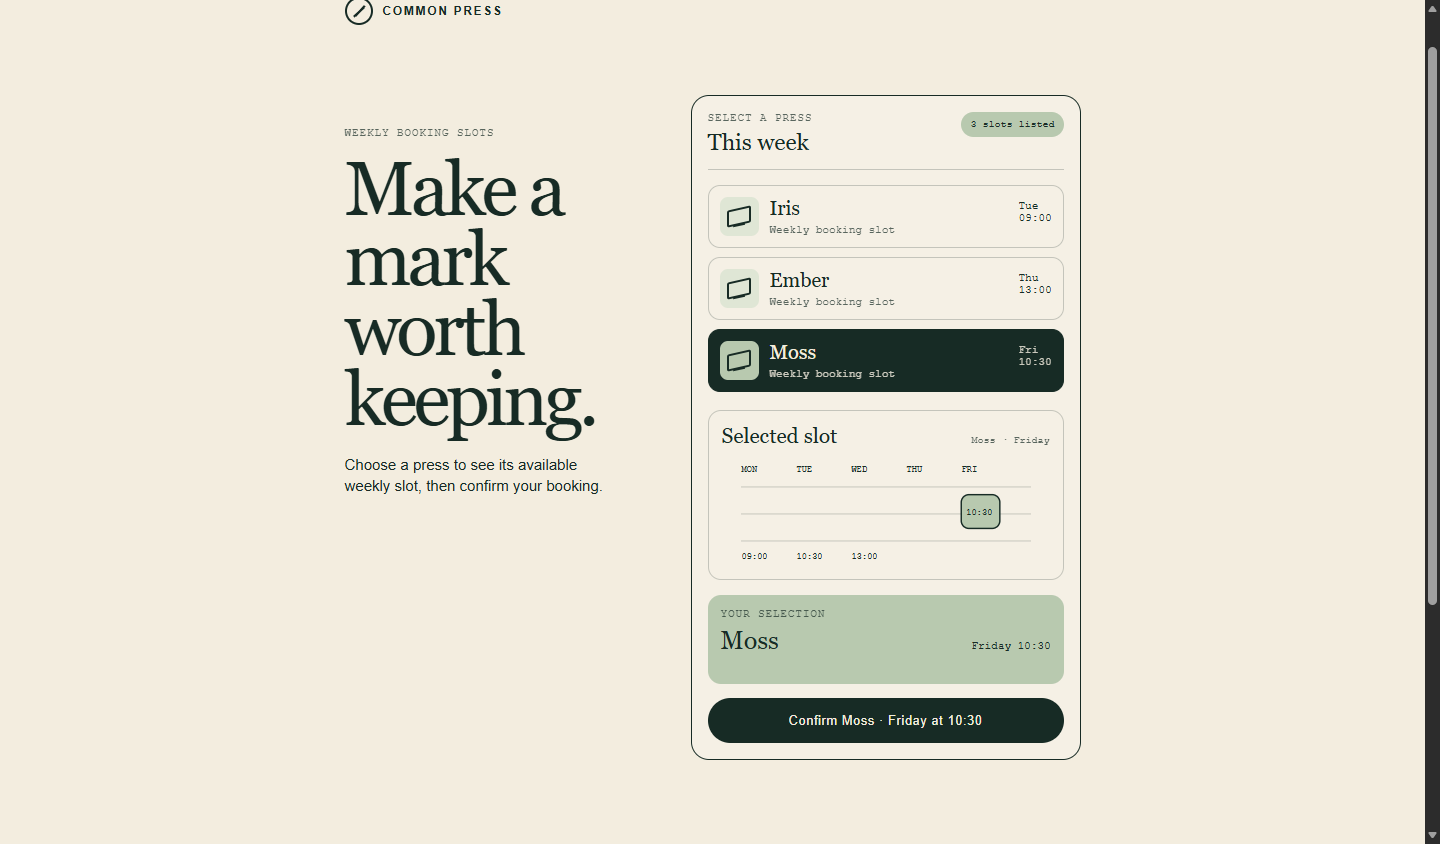 COMMON PRESS
WEEKLY BOOKING SLOTS
Make a
mark
worth
keeping.
Choose a press to see its available
weekly slot, then confirm your booking.
SELECT A PRESS
This week
3 slots listed
Iris
Weekly booking slot
Tue
09:00
Ember
Weekly booking slot
Thu
13:00
Moss
Weekly booking slot
Fri
10:30
Selected slot
Moss · Friday
MON TUE WED THU FRI
10:30
09:00 10:30 13:00
YOUR SELECTION
Moss
Friday 10:30
Confirm Moss · Friday at 10:30